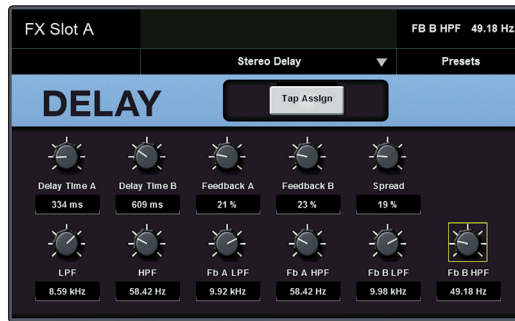 FX Slot A
FB B HPF 49.18 Hz
Stereo Delay
Presets
DELAY
Tap Assign
Delay Time A
Delay Time B
Feedback A
Feedback B
Spread
334 ms
609 ms
21 %
23 %
19 %
LPF
HPF
Fb A LPF
Fb A HPF
Fb B LPF
Fb B HPF
8.59 kHz
58.42 Hz
9.92 kHz
58.42 Hz
9.98 kHz
49.18 Hz